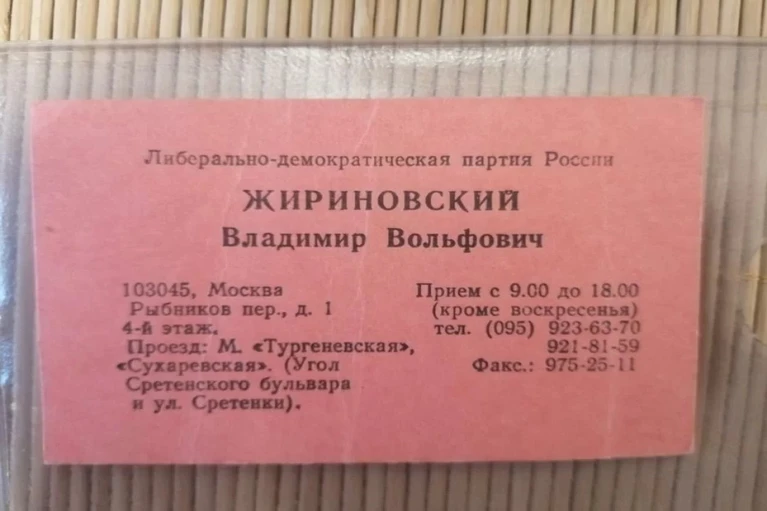 Либерально-демократическая партия России
ЖИРИНОВСКИЙ
Владимир Вольфович
103045, Москва
Рыбников пер., д. 1
4-й этаж.
Проезд: М. «Тургеневская»,
«Сухаревская». (Угол
Сретенского бульвара
и ул. Сретенки).
Прием с 9.00 до 18.00
(кроме воскресенья)
тел. (095) 923-63-70
921-81-59
Факс.: 975-25-11